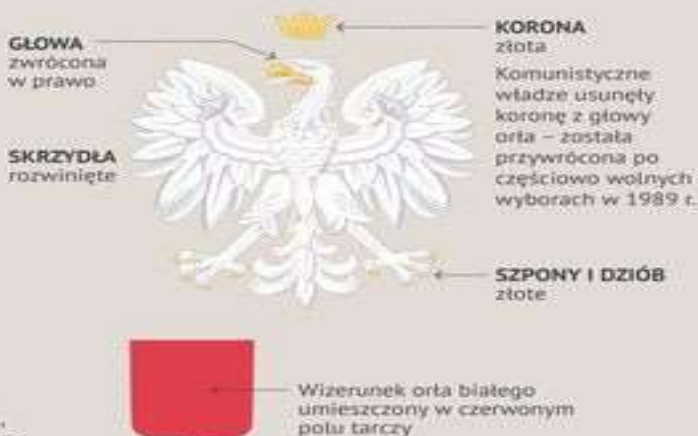 GŁOWA
zwrócona
w prawo
SKRZYDŁA
rozwinięte
KORONA
złota
Komunistyczne
władze usunęły
koronę z głowy
orła – została
przywrócona po
częściowo wolnych
wyborach w 1989 r.
SZPONY I DZIÓB
złote
Wizerunek orła białego
umieszczony w czerwonym
polu tarczy